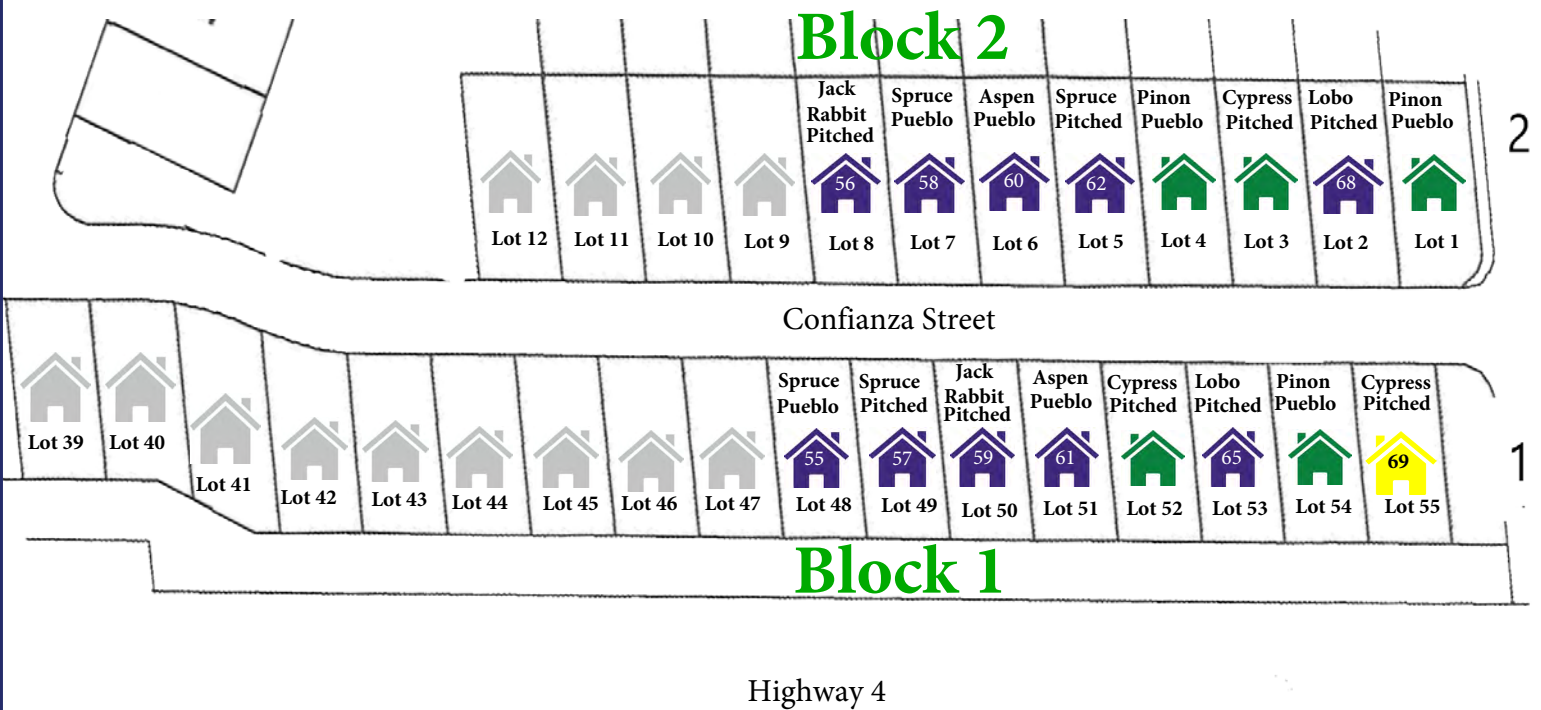 Block 2
Jack
Rabbit
Pitched
Spruce
Pueblo
Aspen
Pueblo
Spruce
Pitched
Pinon
Pueblo
Cypress
Pitched
Lobo
Pitched
Pinon
Pueblo
2
56
58
60
62
68
Lot 12
Lot 11
Lot 10
Lot 9
Lot 8
Lot 7
Lot 6
Lot 5
Lot 4
Lot 3
Lot 2
Lot 1
Confianza Street
Spruce
Pueblo
Spruce
Pitched
Jack
Rabbit
Pitched
Aspen
Pueblo
Cypress
Pitched
Lobo
Pitched
Pinon
Pueblo
Cypress
Pitched
1
55
57
59
61
65
69
Lot 39
Lot 40
Lot 41
Lot 42
Lot 43
Lot 44
Lot 45
Lot 46
Lot 47
Lot 48
Lot 49
Lot 50
Lot 51
Lot 52
Lot 53
Lot 54
Lot 55
Block 1
Highway 4